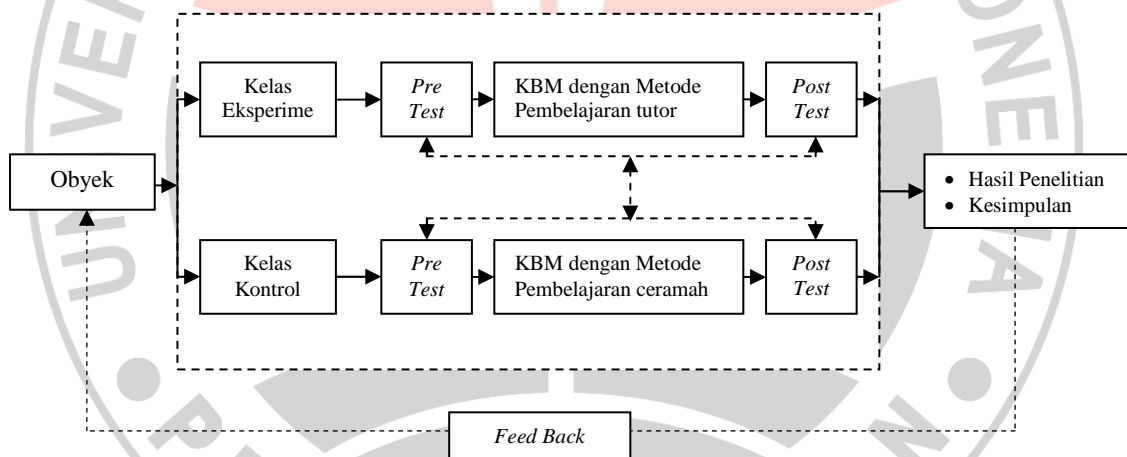 Kelas
Eksperime
Pre
Test
KBM dengan Metode
Pembelajaran tutor
Post
Test
Obyek
• Hasil Penelitian
• Kesimpulan
Kelas
Kontrol
Pre
Test
KBM dengan Metode
Pembelajaran ceramah
Post
Test
Feed Back